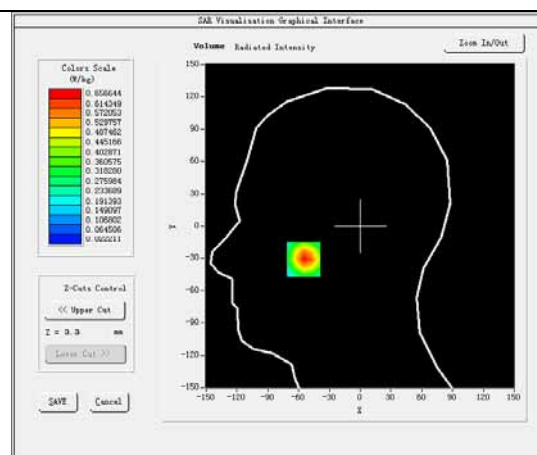 SAR Visualisation Graphical Interface
Volume Radiated Intensity
Zoom In/Out
Colors Scale
(W/kg)
0.656644
0.614349
0.572053
0.529757
0.487462
0.445166
0.402871
0.360575
0.318280
0.275984
0.233689
0.191393
0.149097
0.106802
0.064506
0.022211
Z-Cuts Control
<< Upper Cut
Z = 3.3 mm
Lower Cut >>
SAVE Cancel
150
120
90
60
30
0
-30
-60
-90
-120
-150
Y
-150 -120 -90 -60 -30 0 30 60 90 120 150
X